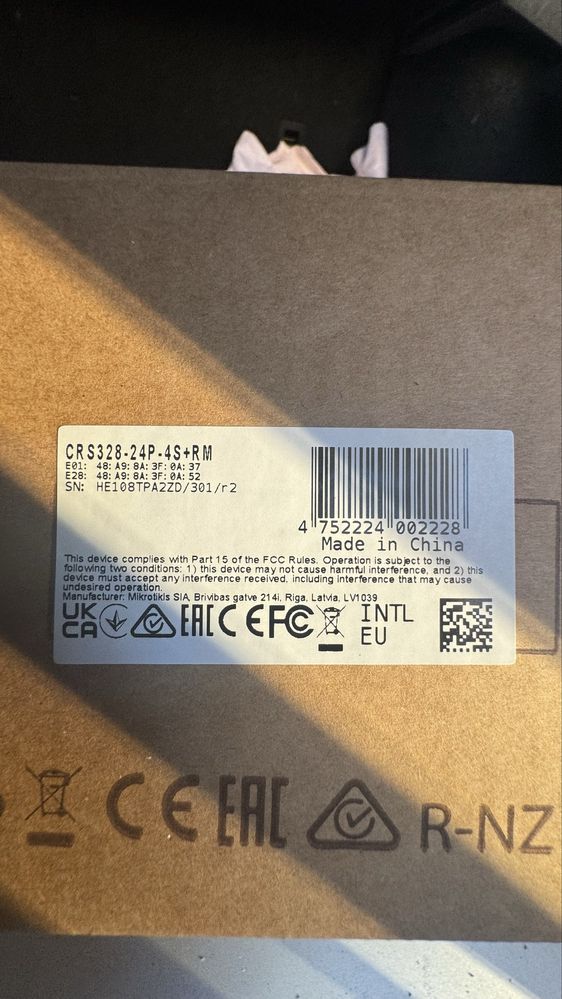 CRS328-24P-4S+RM
E01: 48: A9: 8A: 3F: 0A: 37
E28: 48: A9: 8A: 3F: 0A: 52
SN: HE108TPA2ZD/301/r2
4 752224 002228
Made in China
This device complies with Part 15 of the FCC Rules. Operation is subject to the
following two conditions: 1) this device may not cause harmful interference, and 2) this
device must accept any interference received, including interference that may cause
undesired operation.
Manufacturer: Mikrotikls SIA, Brivibas gatve 214i, Riga, Latvia, LV1039
UK CA EAC CE FC INTL
EU
CE EAC R-NZ